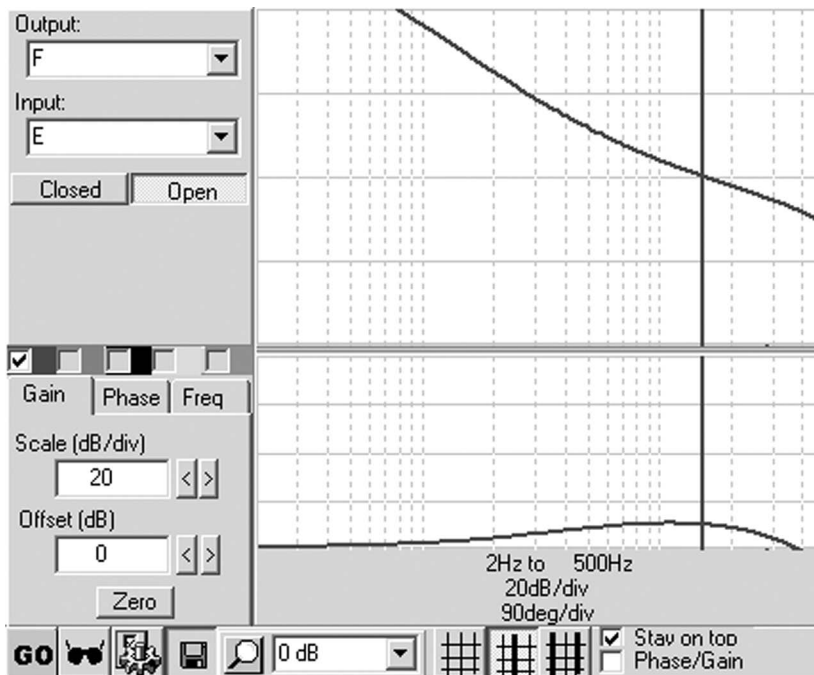 Output:
F
Input:
E
Closed Open
Gain Phase Freq
Scale (dB/div)
20 < >
Offset (dB)
0 < >
Zero
2Hz to 500Hz
20dB/div
90deg/div
GO 0 dB
Stay on top
Phase/Gain